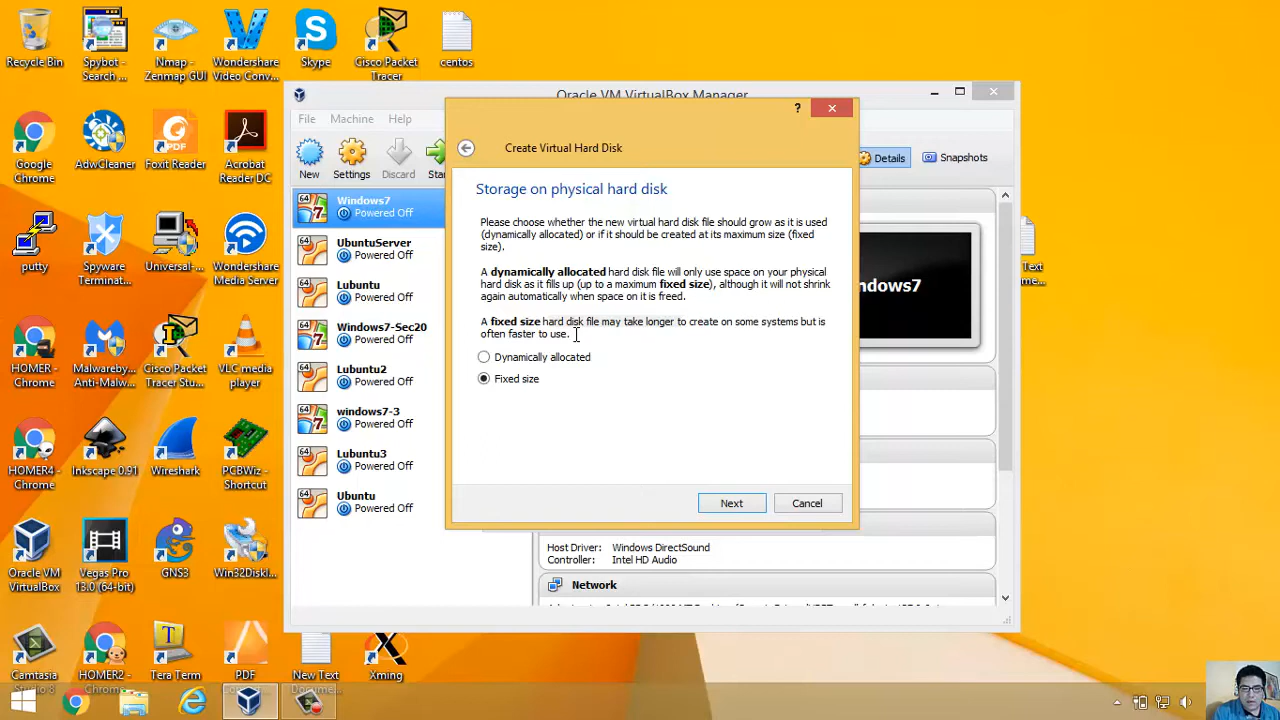 Recycle Bin
Spybot -
Search ...
Nmap -
Zenmap GUI
Wondershare
Video Conv...
Skype
Cisco Packet
Tracer
centos
Google
Chrome
AdwCleaner
Foxit Reader
Acrobat
Reader DC
putty
Spyware
Terminat...
Universal-...
Wondershare
Media Server
HOMER -
Chrome
Malwareby...
Anti-Malw...
Cisco Packet
Tracer Stu...
VLC media
player
HOMER4 -
Chrome
Inkscape 0.91
Wireshark
PCBWiz -
Shortcut
Oracle VM
VirtualBox
Vegas Pro
13.0 (64-bit)
GNS3
Win32DiskI...
Camtasia
Studio 8
HOMER2 -
Chrome
Tera Term
PDF
New Text
Docume...
Xming
Text
Oracle VM VirtualBox Manager
File Machine Help
New
Settings
Discard
Star
Details
Snapshots
Windows7
Powered Off
UbuntuServer
Powered Off
Lubuntu
Powered Off
Windows7-Sec20
Powered Off
Lubuntu2
Powered Off
windows7-3
Powered Off
Lubuntu3
Powered Off
Ubuntu
Powered Off
ndows7
Host Driver: Windows DirectSound
Controller: Intel HD Audio
Network
?
Create Virtual Hard Disk
Storage on physical hard disk
Please choose whether the new virtual hard disk file should grow as it is used
(dynamically allocated) or if it should be created at its maximum size (fixed
size).
A dynamically allocated hard disk file will only use space on your physical
hard disk as it fills up (up to a maximum fixed size), although it will not shrink
again automatically when space on it is freed.
A fixed size hard disk file may take longer to create on some systems but is
often faster to use.
Dynamically allocated
Fixed size
Next
Cancel